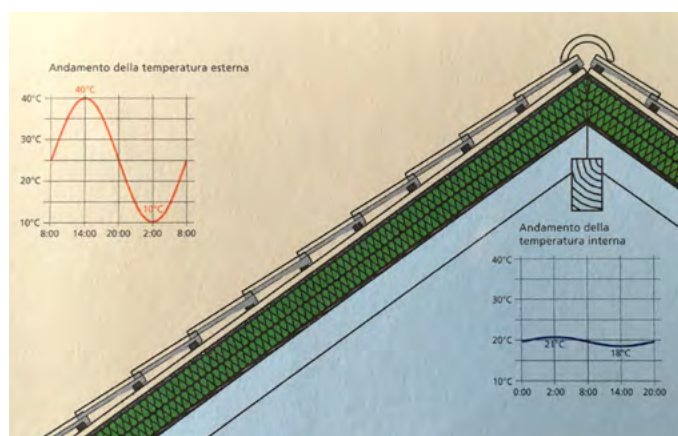 Andamento della temperatura esterna
40°C
40°C
30°C
20°C
10°C
10°C
8:00 14:00 20:00 2:00 8:00
Andamento della
temperatura interna
40°C
30°C
20°C
21°C
18°C
10°C
0:00 2:00 8:00 14:00 20:00